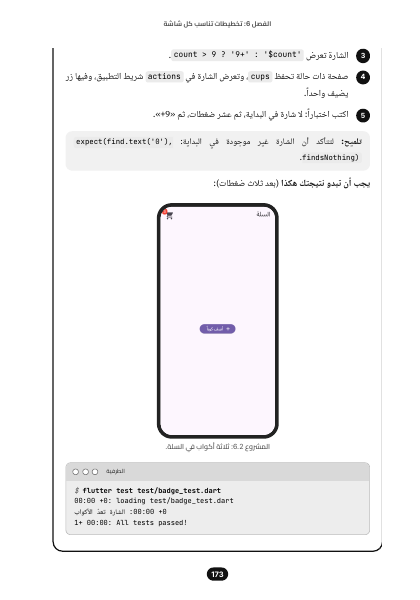 الفصل 6: تخطيطات تناسب كل شاشة
3 الشارة تعرض count > 9 ? '9+' : '$count'.
4 صفحة ذات حالة تحفظ cups، وتعرض الشارة في actions شريط التطبيق، وفيها زر
يضيف واحداً.
5 اكتب اختباراً: لا شارة في البداية، ثم عشر ضغطات، ثم «9+».
تلميح: لتتأكد أن الشارة غير موجودة في البداية: expect(find.text('0'),
findsNothing).
يجب أن تبدو نتيجتك هكذا (بعد ثلاث ضغطات):
السلة
المشروع 6.2: ثلاثة أكواب في السلة.
الطرفية
$ flutter test test/badge_test.dart
00:00 +0: loading test/badge_test.dart
00:00 +0: الشارة تعدّ الأكواب
00:00 +1: All tests passed!
173